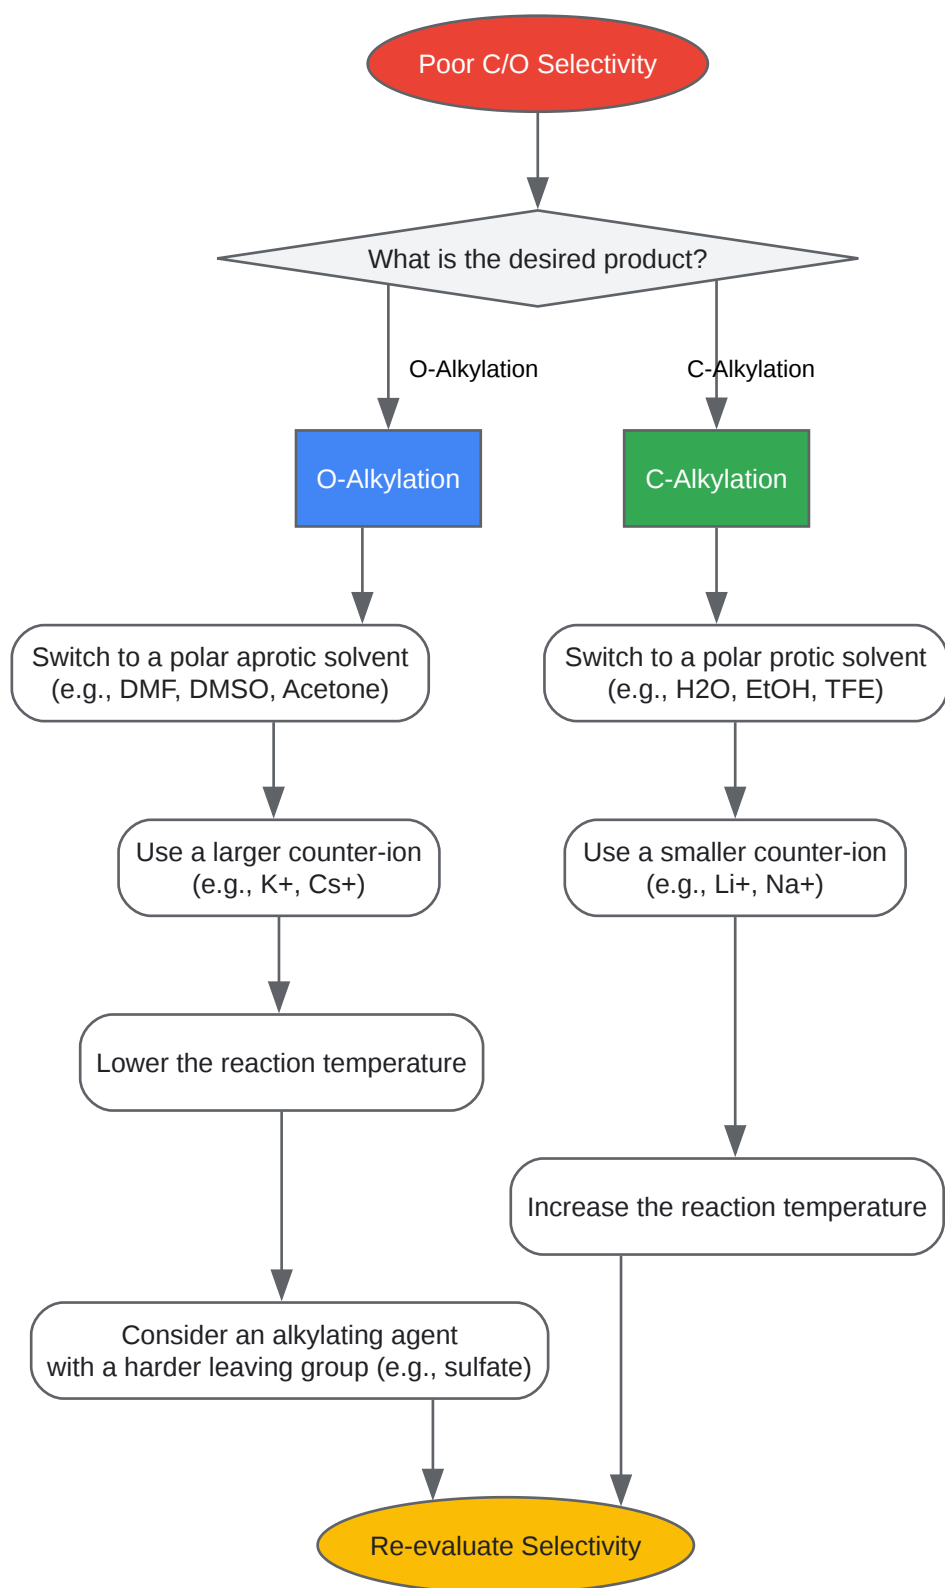 Poor C/O Selectivity
What is the desired product?
O-Alkylation
C-Alkylation
O-Alkylation
C-Alkylation
Switch to a polar aprotic solvent
(e.g., DMF, DMSO, Acetone)
Switch to a polar protic solvent
(e.g., H2O, EtOH, TFE)
Use a larger counter-ion
(e.g., K+, Cs+)
Use a smaller counter-ion
(e.g., Li+, Na+)
Lower the reaction temperature
Increase the reaction temperature
Consider an alkylating agent
with a harder leaving group (e.g., sulfate)
Re-evaluate Selectivity